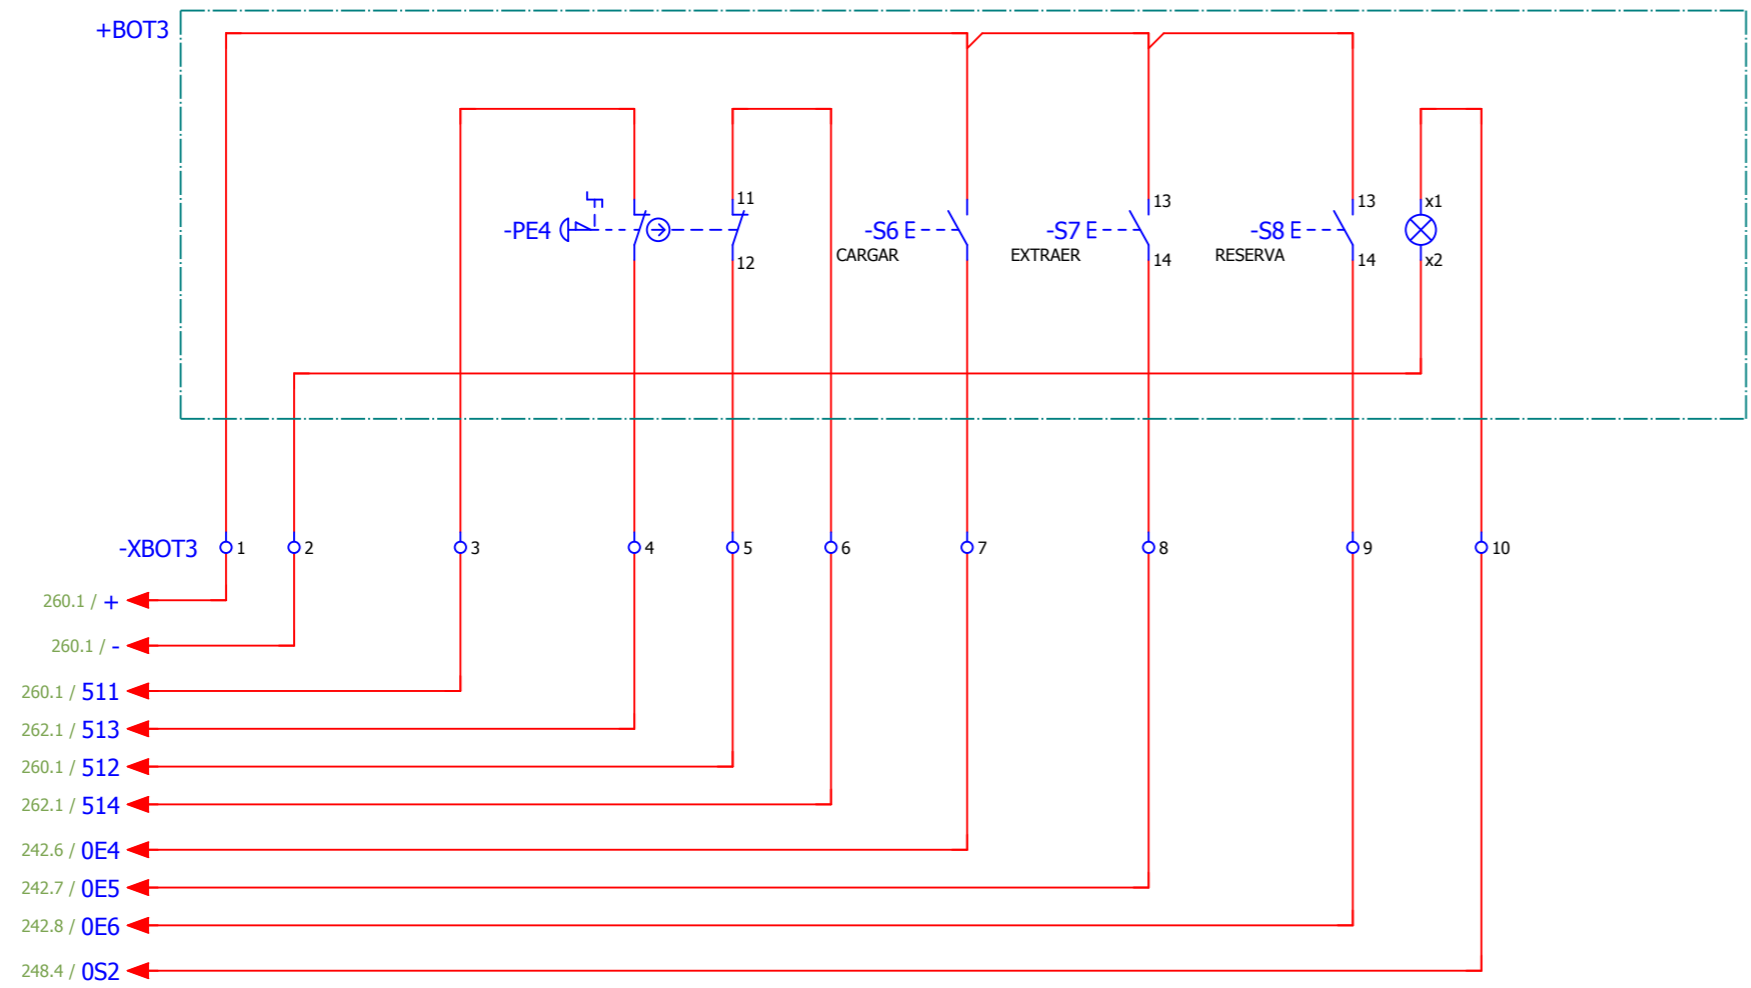 +BOT3
11
13
13
x1
-PE4
-S6 E
-S7 E
-S8 E
CARGAR
EXTRAER
RESERVA
12
14
14
x2
-XBOT3
1
2
3
4
5
6
7
8
9
10
260.1 / +
260.1 / -
260.1 / 511
262.1 / 513
260.1 / 512
262.1 / 514
242.6 / 0E4
242.7 / 0E5
242.8 / 0E6
248.4 / 0S2